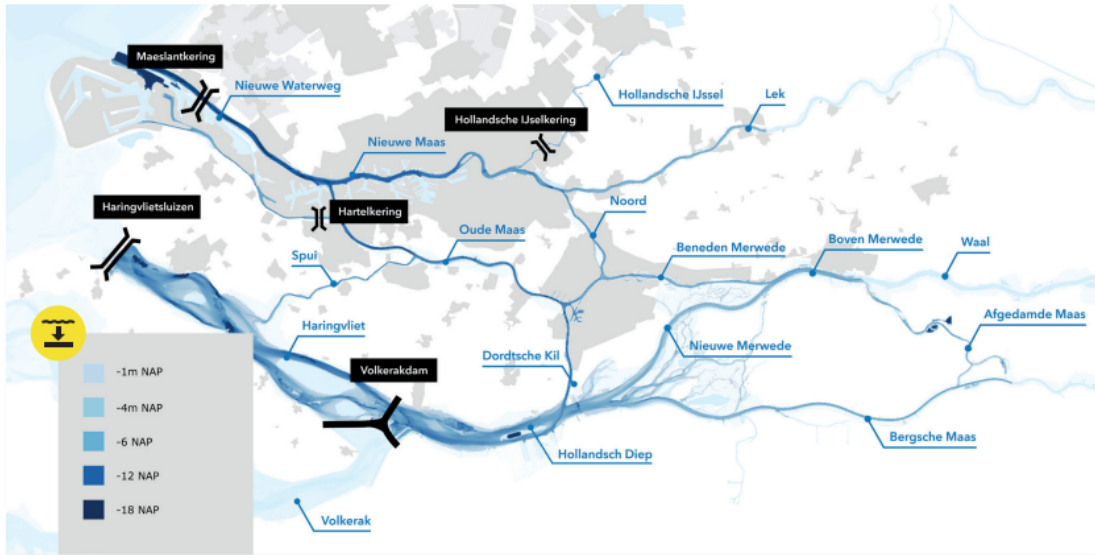 Maeslantkering
Nieuwe Waterweg
Hollandsche IJssel
Lek
Hollandsche IJselkering
Nieuwe Maas
Haringvlietsluizen
Hartelkering
Noord
Oude Maas
Beneden Merwede
Boven Merwede
Waal
Spui
Afgedamde Maas
Haringvliet
Nieuwe Merwede
Dordtsche Kil
Volkerakdam
Bergsche Maas
Hollandsch Diep
Volkerak
-1m NAP
-4m NAP
-6 NAP
-12 NAP
-18 NAP